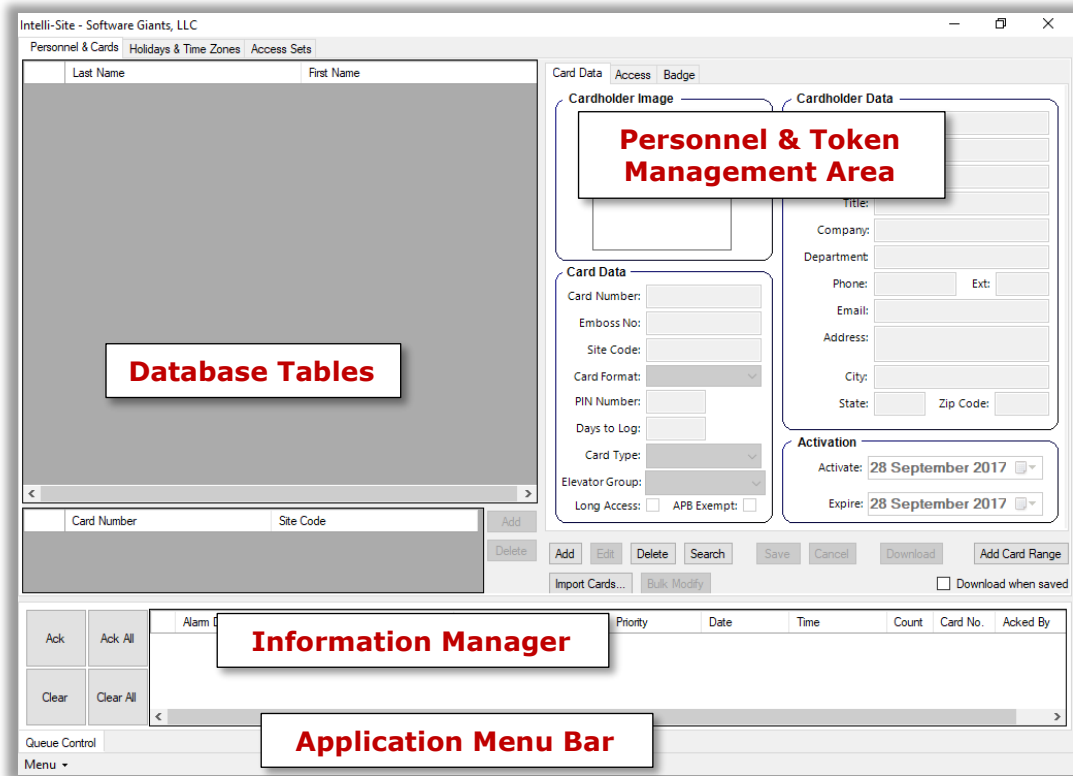 Intelli-Site - Software Giants, LLC
Personnel & Cards Holidays & Time Zones Access Sets
Last Name First Name
Card Data Access Badge
Cardholder Image
Cardholder Data
Personnel & Token
Management Area
Title:
Company:
Department:
Phone: Ext:
Email:
Address:
City:
State: Zip Code:
Card Data
Card Number:
Emboss No:
Site Code:
Card Format:
PIN Number:
Days to Log:
Card Type:
Elevator Group:
Long Access: APB Exempt:
Activation
Activate: 28 September 2017
Expire: 28 September 2017
Database Tables
Card Number Site Code
Add
Delete
Add Edit Delete Search Save Cancel Download Add Card Range
Import Cards... Bulk Modify Download when saved
Ack Ack All
Clear Clear All
Alarm Priority Date Time Count Card No. Acked By
Information Manager
Application Menu Bar
Queue Control
Menu